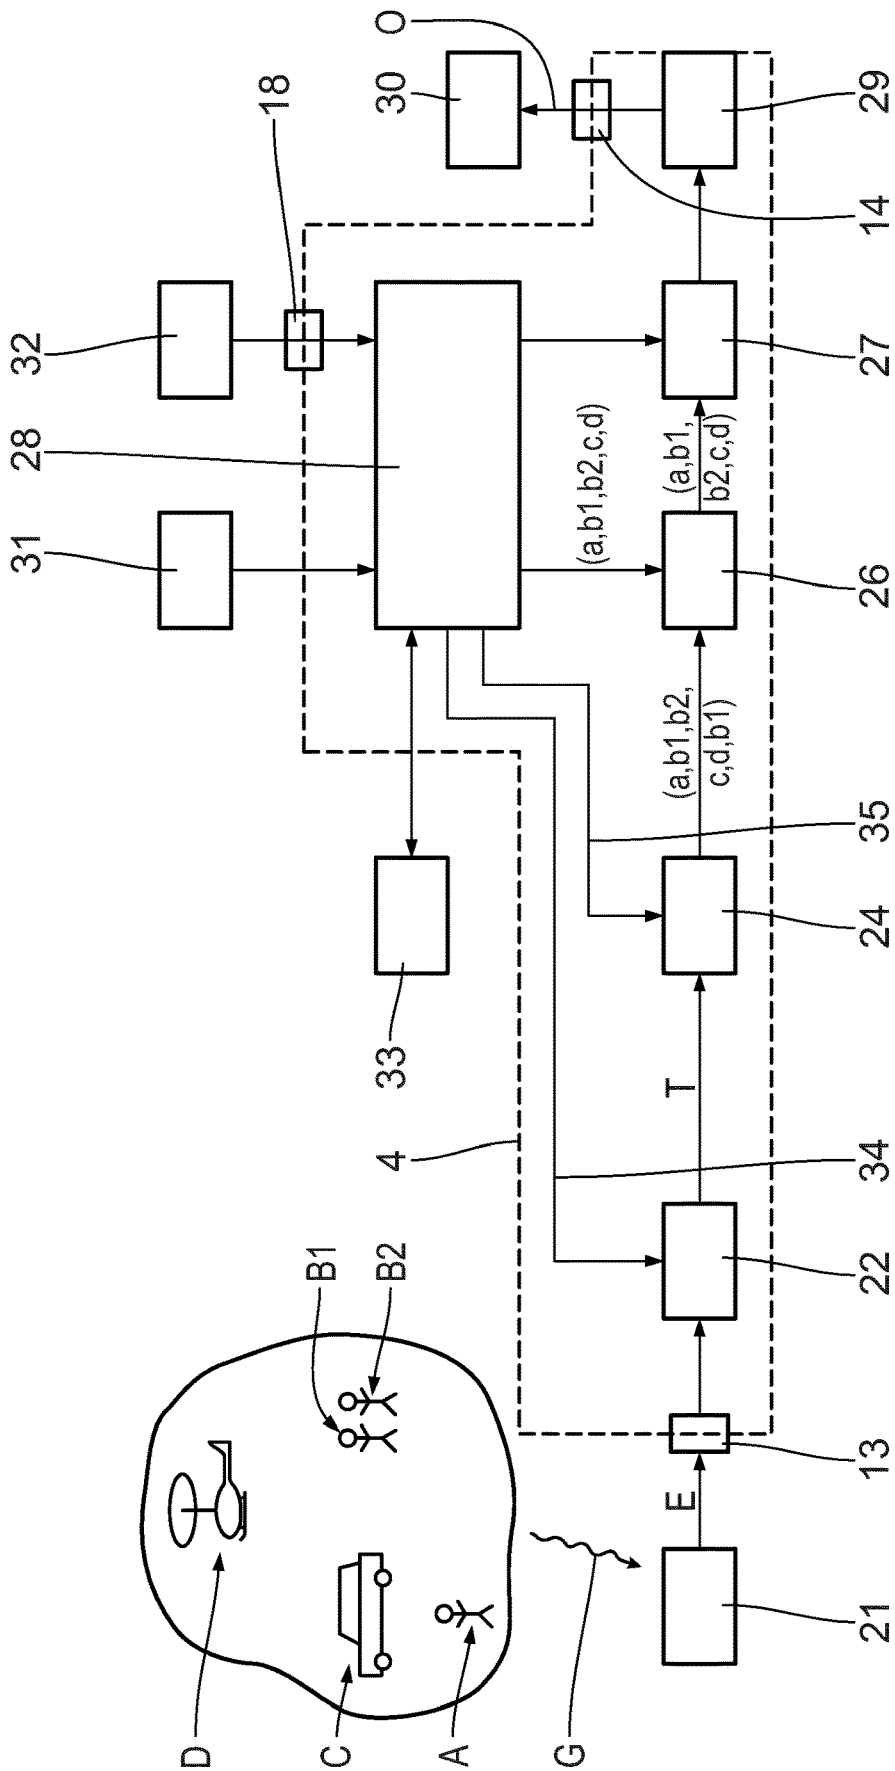 31
28
32
D
18
C
B1
B2
4
33
30
O
A
G
(a,b1,b2,c,d)
E
T
(a,b1,b2,
c,d,b1)
(a,b1,
b2,c,d)
21
13
22
34
24
35
26
27
14
29